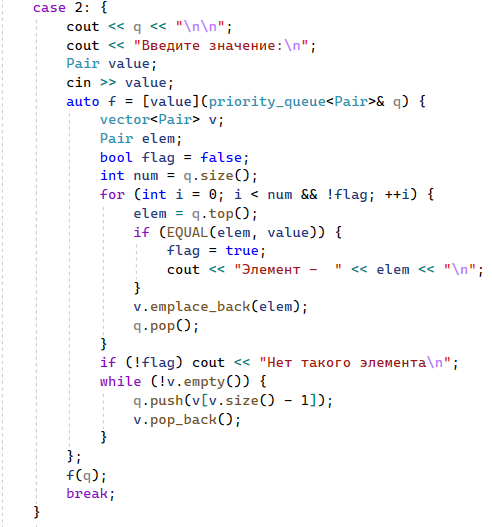 case 2: {
cout << q << "\n\n";
cout << "Введите значение:\n";
Pair value;
cin >> value;
auto f = [value](priority_queue<Pair>& q) {
vector<Pair> v;
Pair elem;
bool flag = false;
int num = q.size();
for (int i = 0; i < num && !flag; ++i) {
elem = q.top();
if (EQUAL(elem, value)) {
flag = true;
cout << "Элемент -  " << elem << "\n";
}
v.emplace_back(elem);
q.pop();
}
if (!flag) cout << "Нет такого элемента\n";
while (!v.empty()) {
q.push(v[v.size() - 1]);
v.pop_back();
}
};
f(q);
break;
}